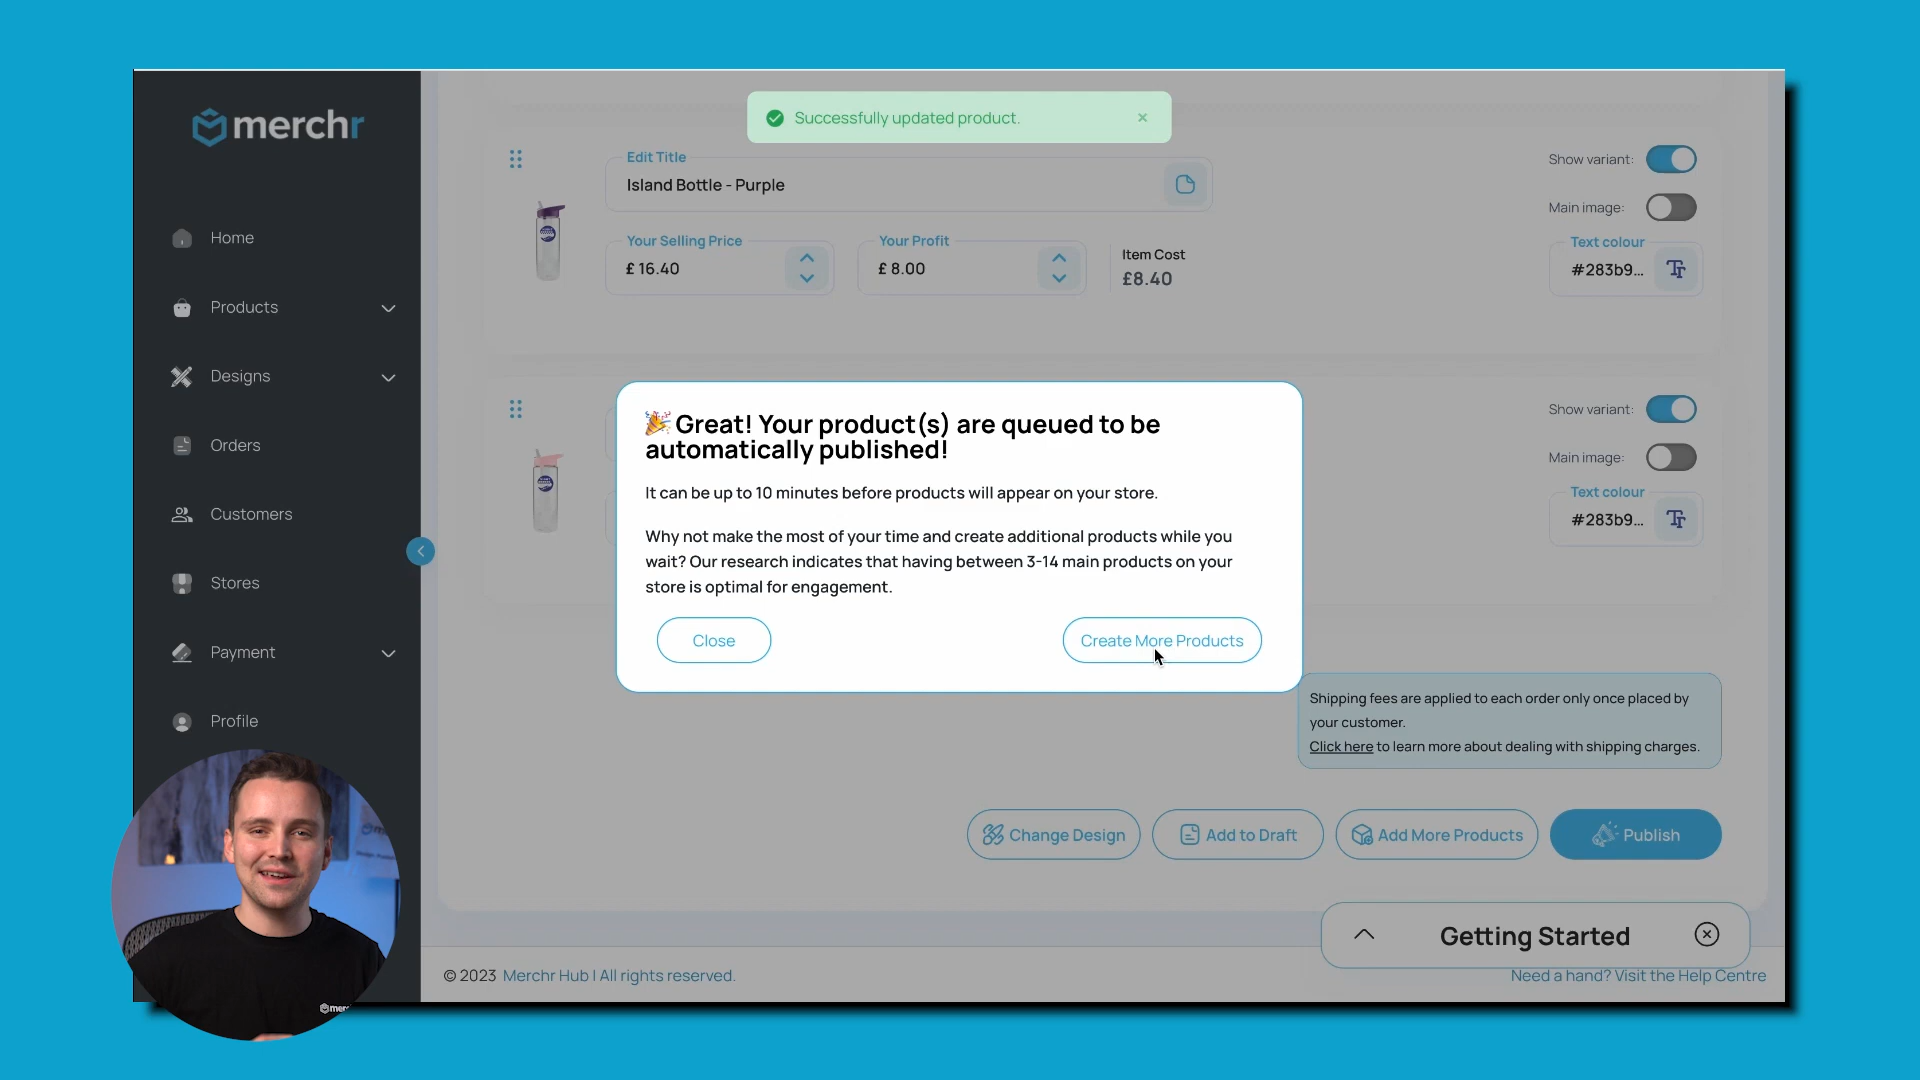 merchr
Home
Products
Designs
Orders
Customers
Stores
Payment
Profile
Successfully updated product.
Edit Title
Island Bottle - Purple
Your Selling Price
£ 16.40
Your Profit
£ 8.00
Item Cost
£8.40
Show variant:
Main image:
Text colour
#283b9...
Show variant:
Main image:
Text colour
#283b9...
Great! Your product(s) are queued to be
automatically published!
It can be up to 10 minutes before products will appear on your store.
Why not make the most of your time and create additional products while you
wait? Our research indicates that having between 3-14 main products on your
store is optimal for engagement.
Close
Create More Products
Shipping fees are applied to each order only once placed by
your customer.
Click here to learn more about dealing with shipping charges.
Change Design
Add to Draft
Add More Products
Publish
Getting Started
© 2023 Merchr Hub | All rights reserved.
Need a hand? Visit the Help Centre